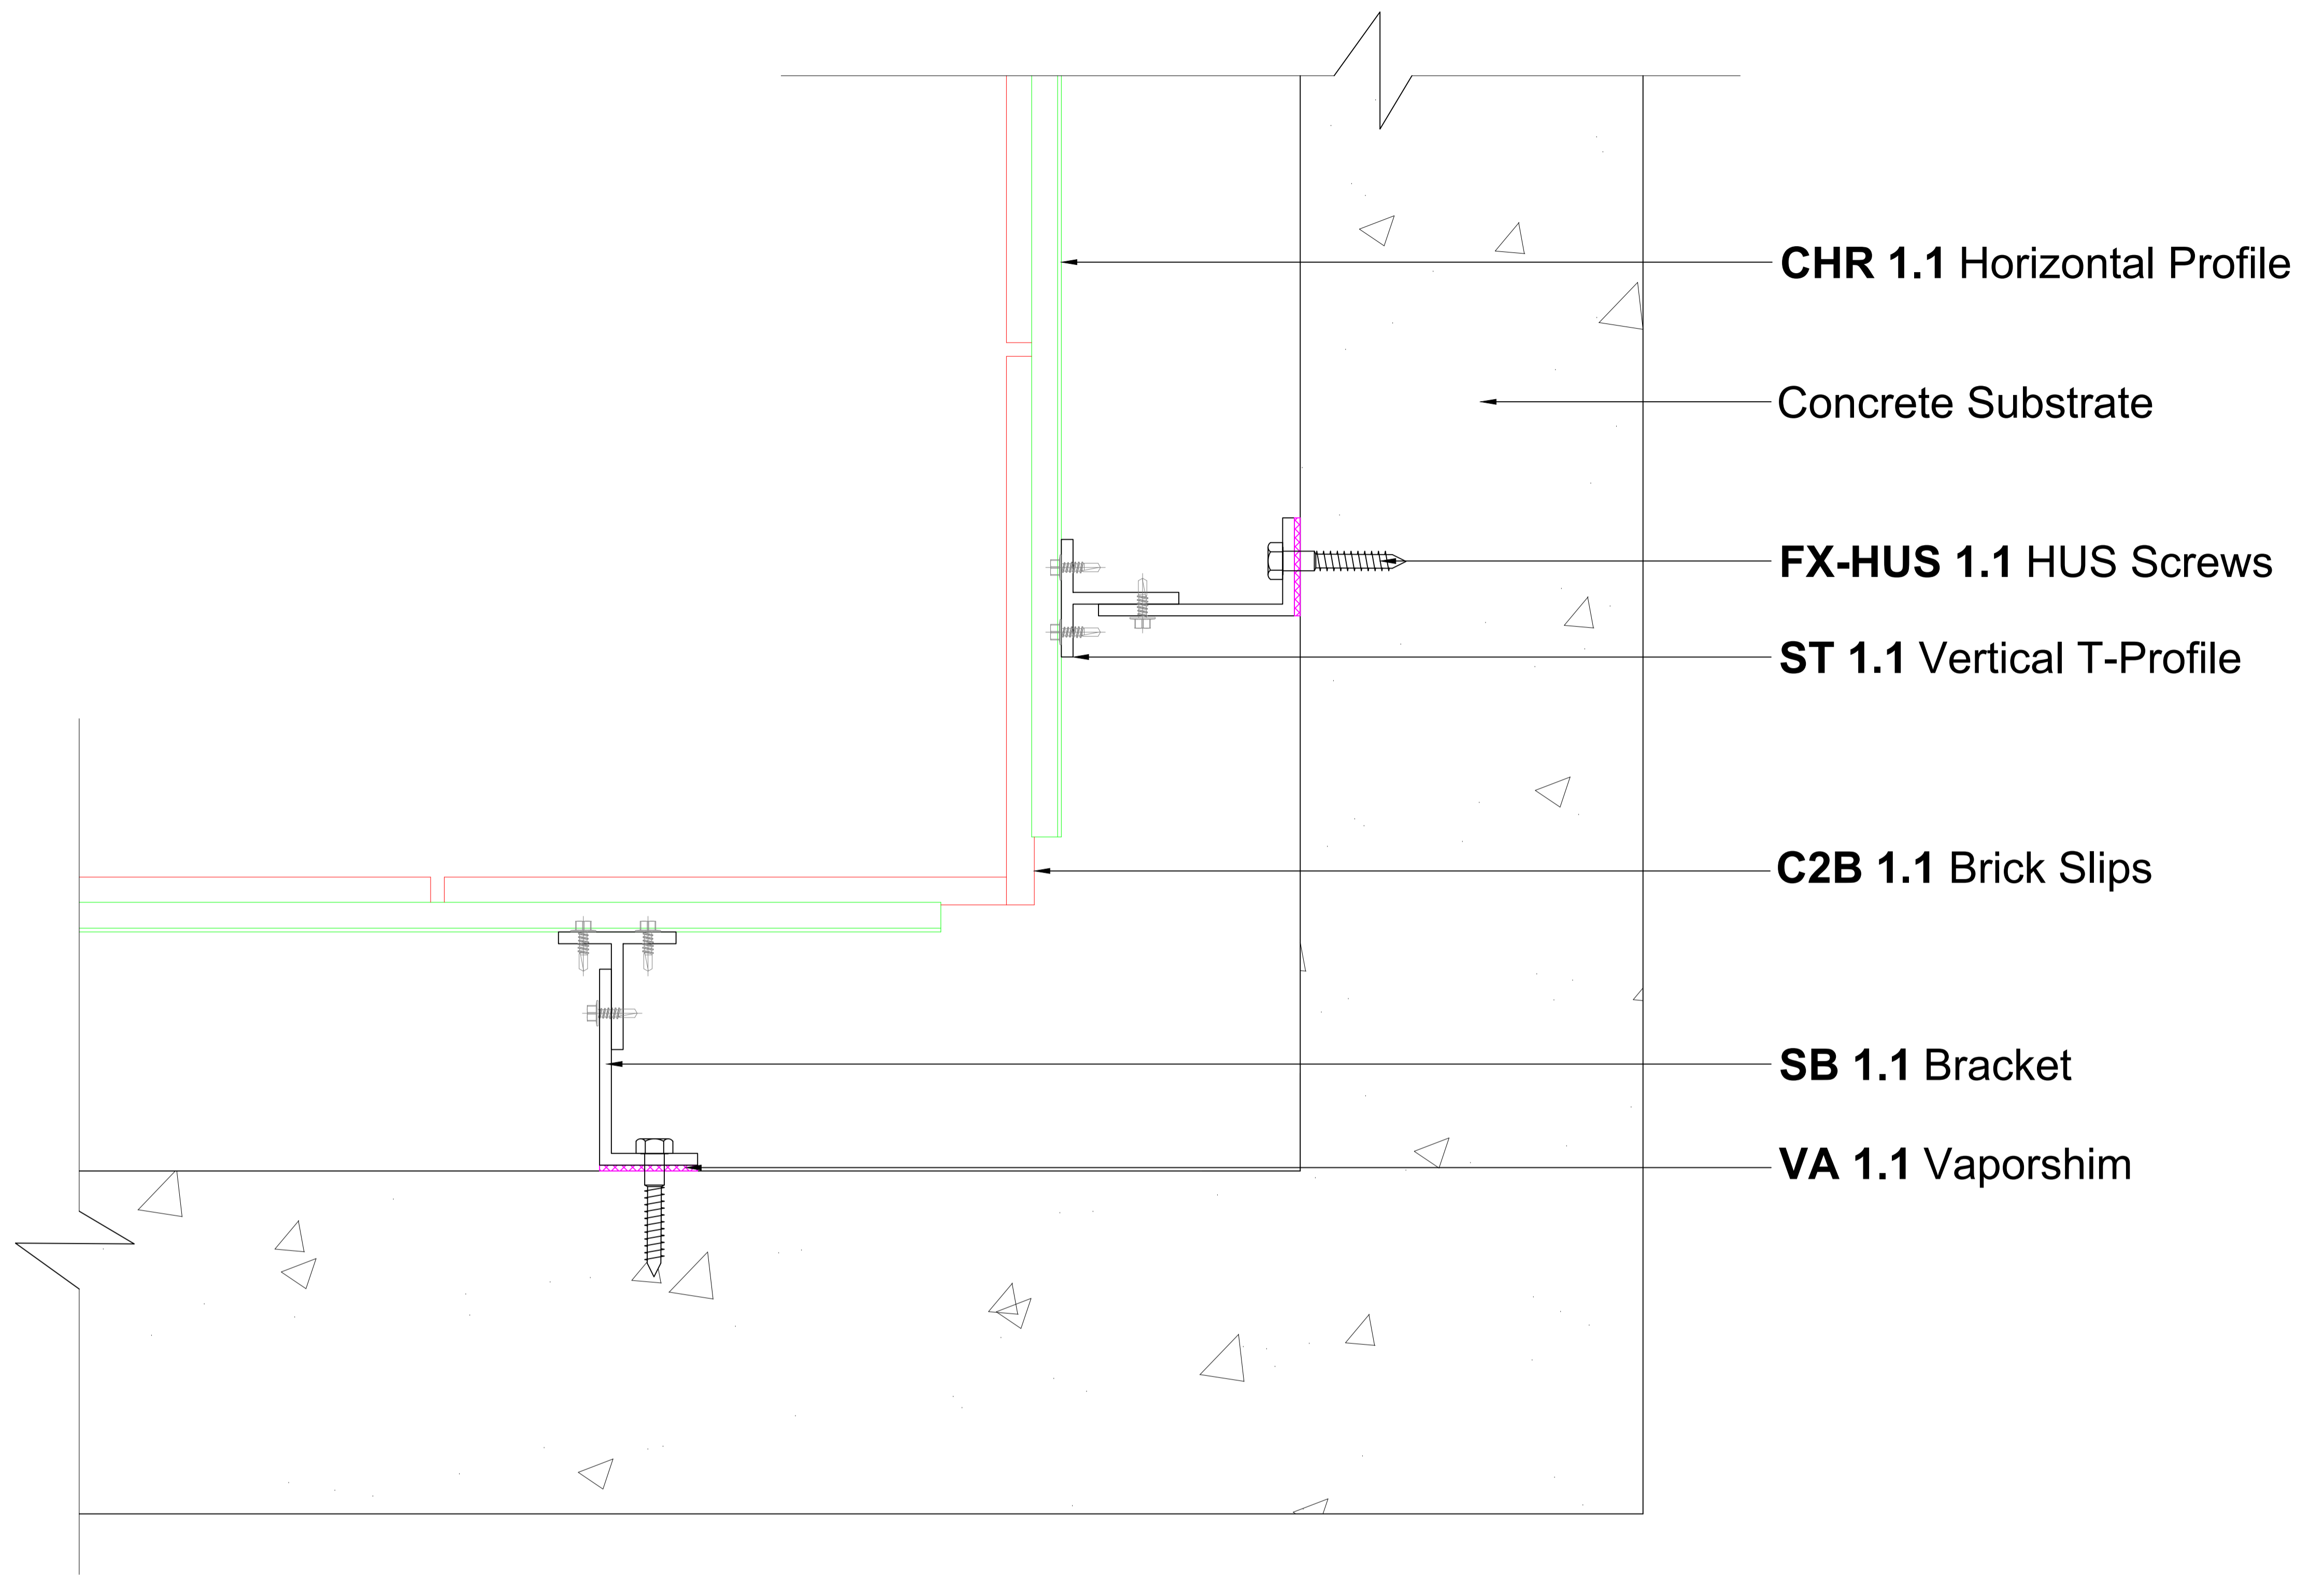 CHR 1.1 Horizontal Profile
Concrete Substrate
FX-HUS 1.1 HUS Screws
ST 1.1 Vertical T-Profile
C2B 1.1 Brick Slips
SB 1.1 Bracket
VA 1.1 Vaporshim